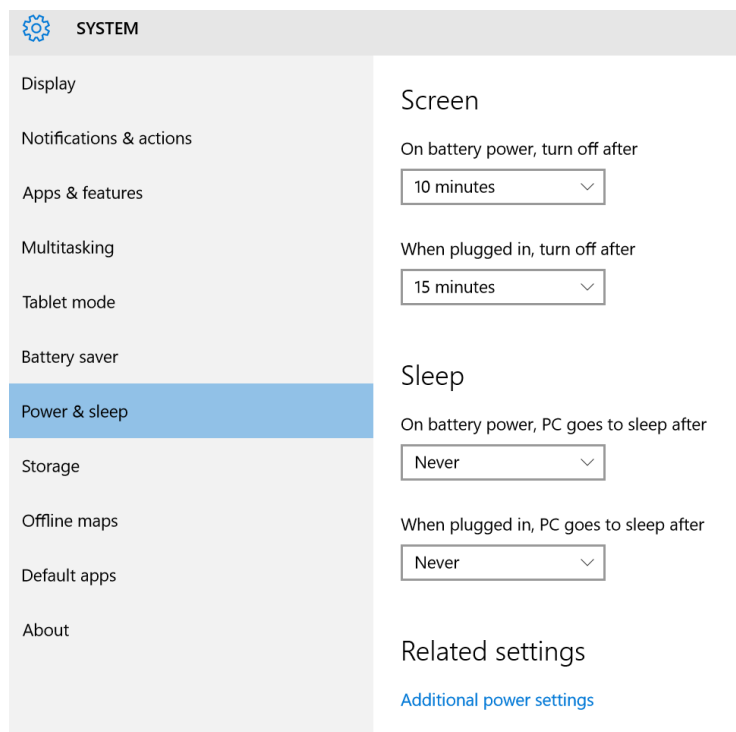 SYSTEM
Display
Notifications & actions
Apps & features
Multitasking
Tablet mode
Battery saver
Power & sleep
Storage
Offline maps
Default apps
About
Screen
On battery power, turn off after
10 minutes
When plugged in, turn off after
15 minutes
Sleep
On battery power, PC goes to sleep after
Never
When plugged in, PC goes to sleep after
Never
Related settings
Additional power settings